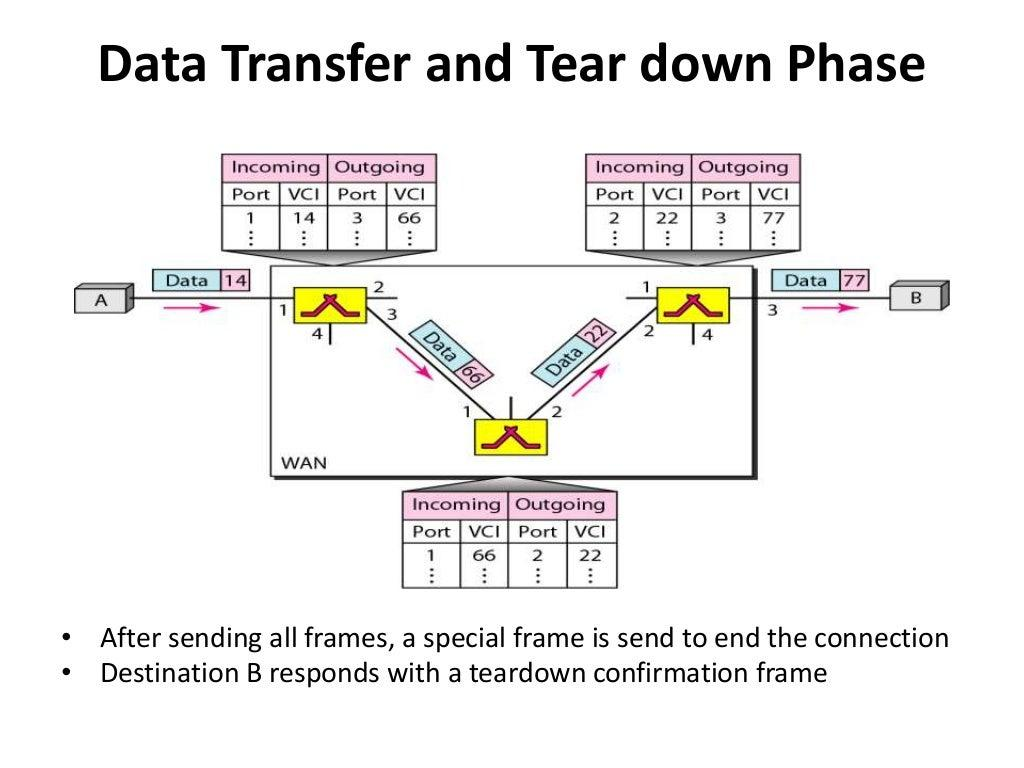 Data Transfer and Tear down Phase
Incoming Outgoing
Port VCI Port VCI
1 14 3 66
⋮ ⋮ ⋮ ⋮
Incoming Outgoing
Port VCI Port VCI
2 22 3 77
⋮ ⋮ ⋮ ⋮
A
Data 14
1
2
3
4
Data 66
1
2
Data 22
1
2
4
3
Data 77
B
WAN
Incoming Outgoing
Port VCI Port VCI
1 66 2 22
⋮ ⋮ ⋮ ⋮
• After sending all frames, a special frame is send to end the connection
• Destination B responds with a teardown confirmation frame